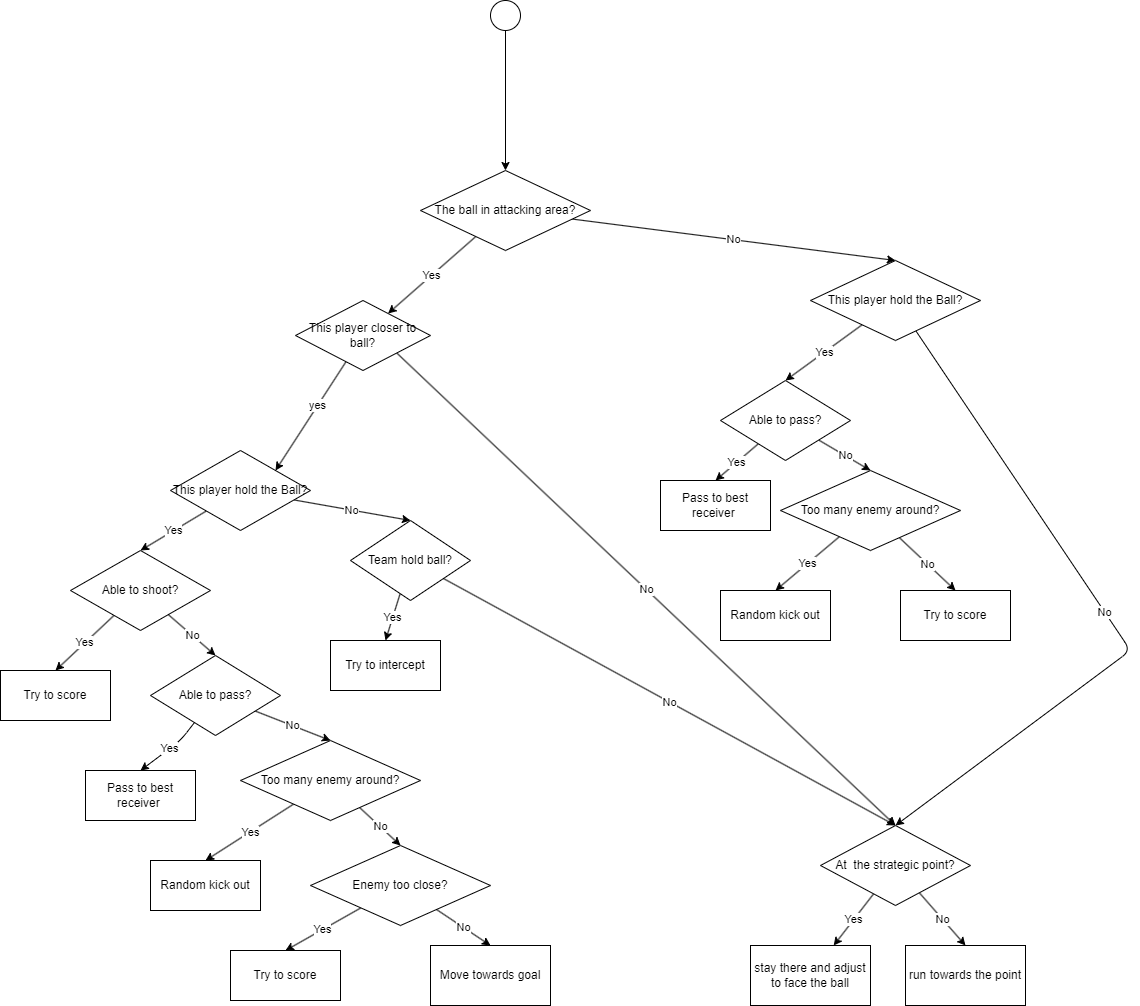 The ball in attacking area?
No
Yes
This player hold the Ball?
This player closer to
ball?
Yes
yes
Able to pass?
Yes
No
This player hold the Ball?
Pass to best
receiver
Too many enemy around?
No
Yes
Team hold ball?
Yes
No
Able to shoot?
No
Random kick out
Try to score
No
Yes
Yes
No
Try to intercept
Try to score
Able to pass?
No
Yes
No
Pass to best
receiver
Too many enemy around?
Yes
No
At  the strategic point?
Random kick out
Enemy too close?
Yes
No
Yes
No
Try to score
Move towards goal
stay there and adjust
to face the ball
run towards the point